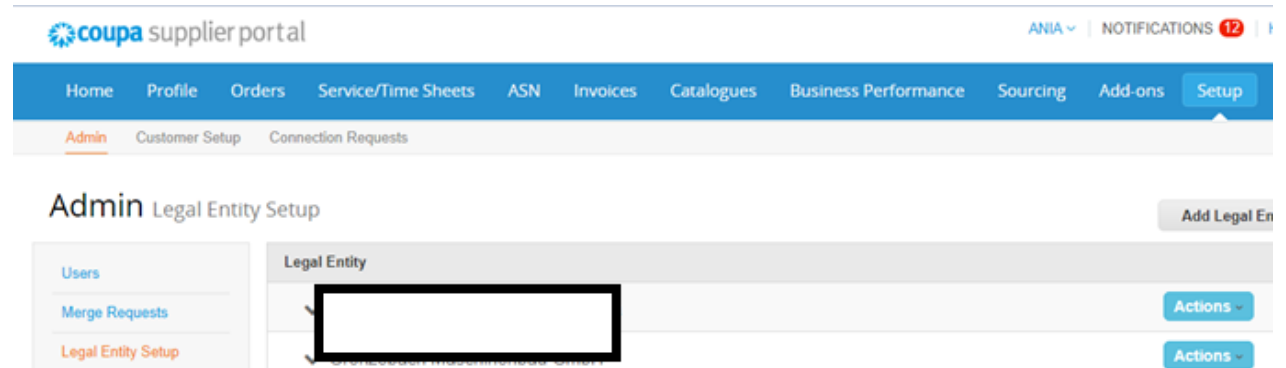 coupa supplier portal
ANIA NOTIFICATIONS 12
Home Profile Orders Service/Time Sheets ASN Invoices Catalogues Business Performance Sourcing Add-ons Setup
Admin Customer Setup Connection Requests
Admin Legal Entity Setup
Add Legal En
Users
Merge Requests
Legal Entity Setup
Legal Entity
Actions
Actions